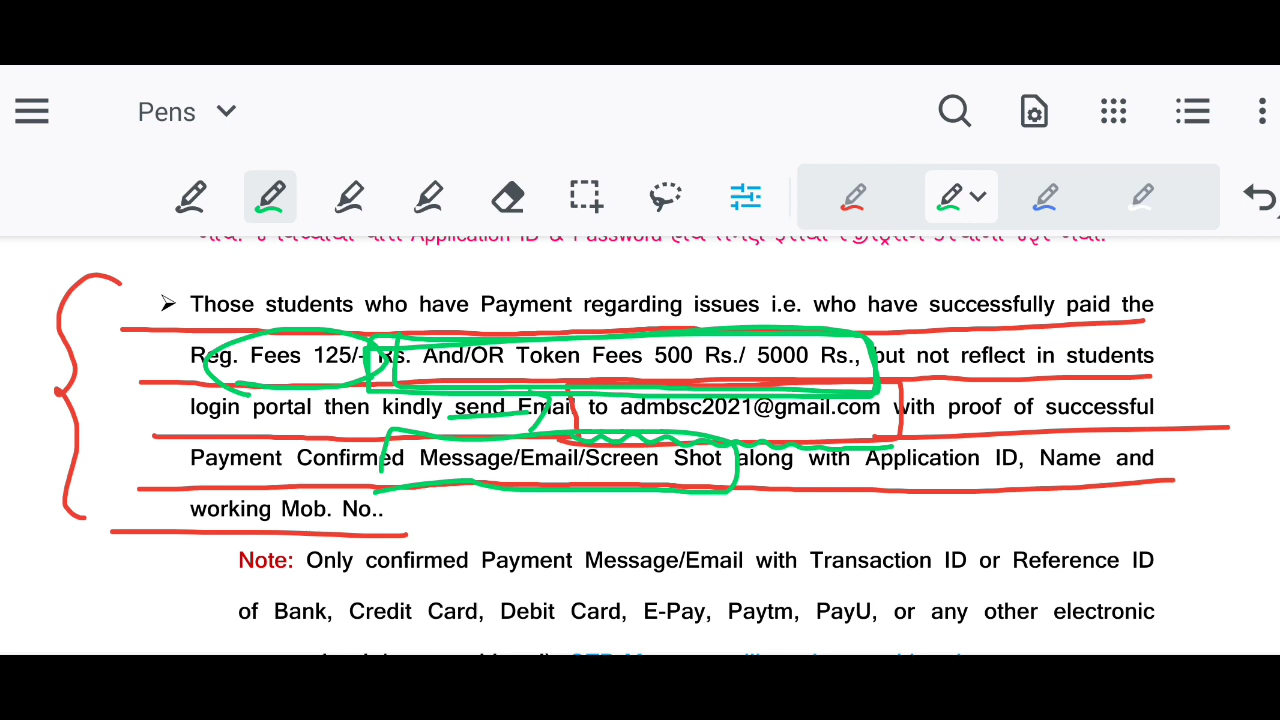 Pens
Application ID & Password
➢ Those students who have Payment regarding issues i.e. who have successfully paid the
Reg. Fees 125/- Rs. And/OR Token Fees 500 Rs./ 5000 Rs., but not reflect in students
login portal then kindly send Email to admbsc2021@gmail.com with proof of successful
Payment Confirmed Message/Email/Screen Shot along with Application ID, Name and
working Mob. No..
Note: Only confirmed Payment Message/Email with Transaction ID or Reference ID
of Bank, Credit Card, Debit Card, E-Pay, Paytm, PayU, or any other electronic